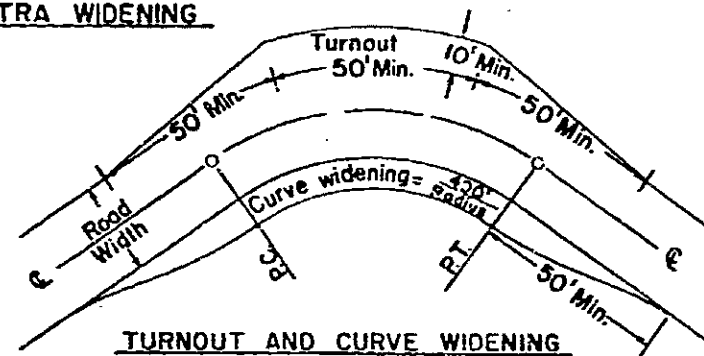 TRA WIDENING
Turnout
50' Min.
10' Min.
50' Min.
50' Min.
Road
Width
Curve widening =
Radius
℄
P.C.
P.T.
℄
50' Min.
TURNOUT AND CURVE WIDENING